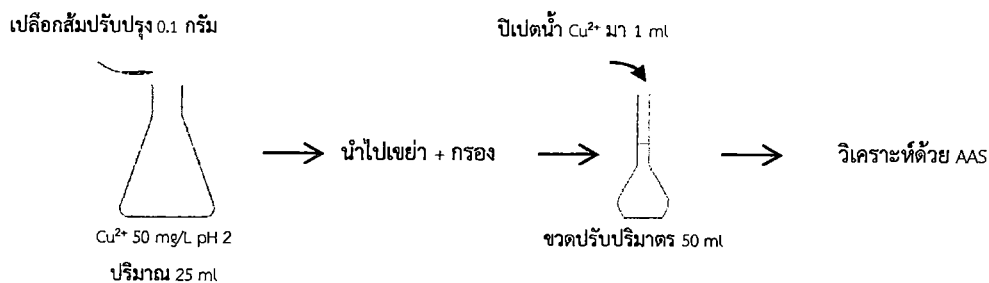 เปลือกส้มปรับปรุง 0.1 กรัม
ปิเปตน้ำ Cu²⁺ มา 1 ml
นำไปเขย่า + กรอง
วิเคราะห์ด้วย AAS
Cu²⁺ 50 mg/L pH 2
ปริมาณ 25 ml
ขวดปรับปริมาตร 50 ml